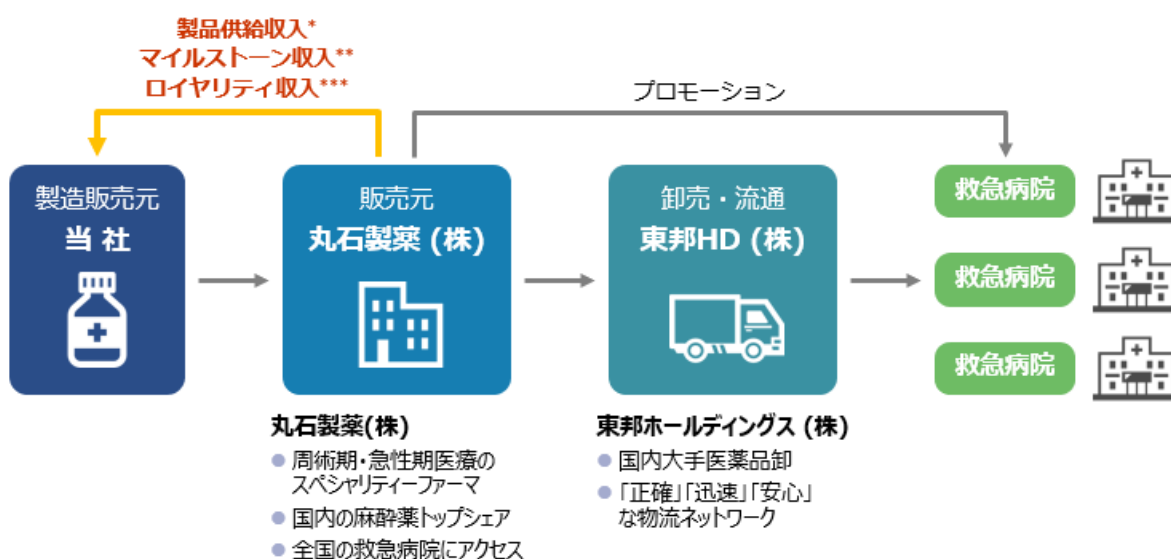 製品供給収入*
マイルストーン収入**
ロイヤリティ収入***
プロモーション
製造販売元
当 社
販売元
丸石製薬 (株)
卸売・流通
東邦HD (株)
救急病院
救急病院
救急病院
丸石製薬(株)
周術期・急性期医療の
スペシャリティーファーマ
国内の麻酔薬トップシェア
全国の救急病院にアクセス
東邦ホールディングス (株)
国内大手医薬品卸
「正確」「迅速」「安心」
な物流ネットワーク